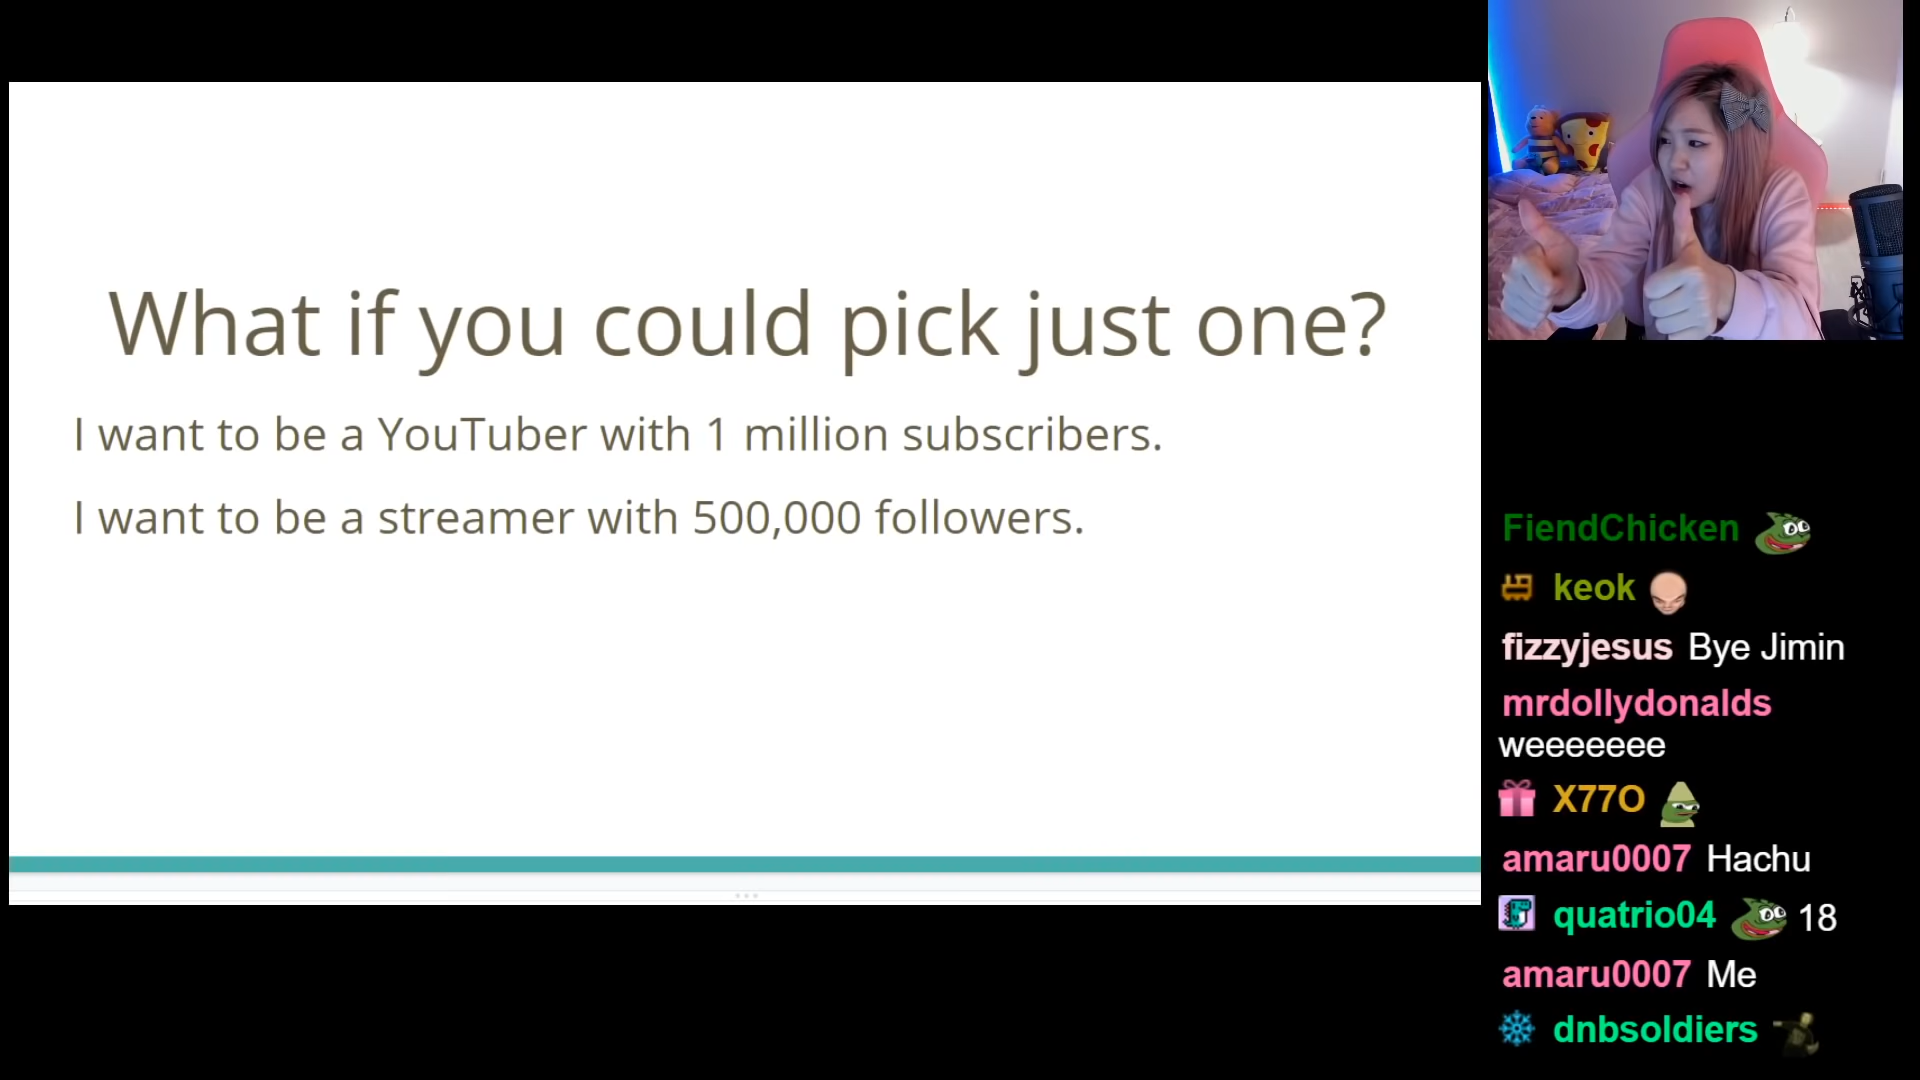 What if you could pick just one?
I want to be a YouTuber with 1 million subscribers.
I want to be a streamer with 500,000 followers.
FiendChicken
keok
fizzyjesus Bye Jimin
mrdollydonalds
weeeeeee
X77O
amaru0007 Hachu
quatrio04 18
amaru0007 Me
dnbsoldiers